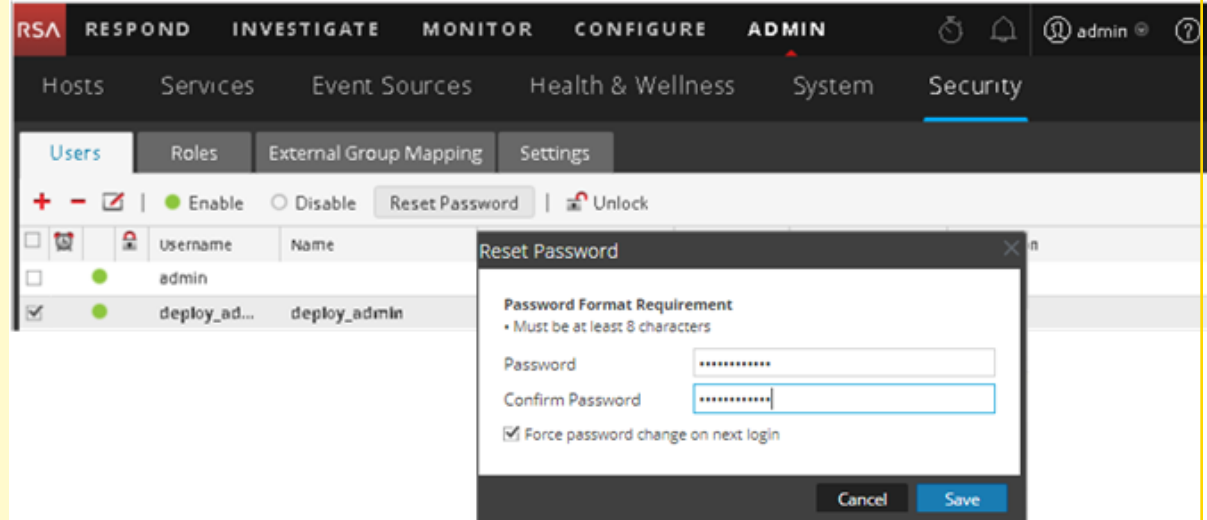 RSA RESPOND INVESTIGATE MONITOR CONFIGURE ADMIN admin ?
Hosts Services Event Sources Health & Wellness System Security
Users Roles External Group Mapping Settings
+ - | Enable Disable Reset Password | Unlock
Username Name
admin
deploy_ad... deploy_admin
Reset Password
Password Format Requirement
• Must be at least 8 characters
Password ••••••••••••
Confirm Password ••••••••••••
Force password change on next login
Cancel Save